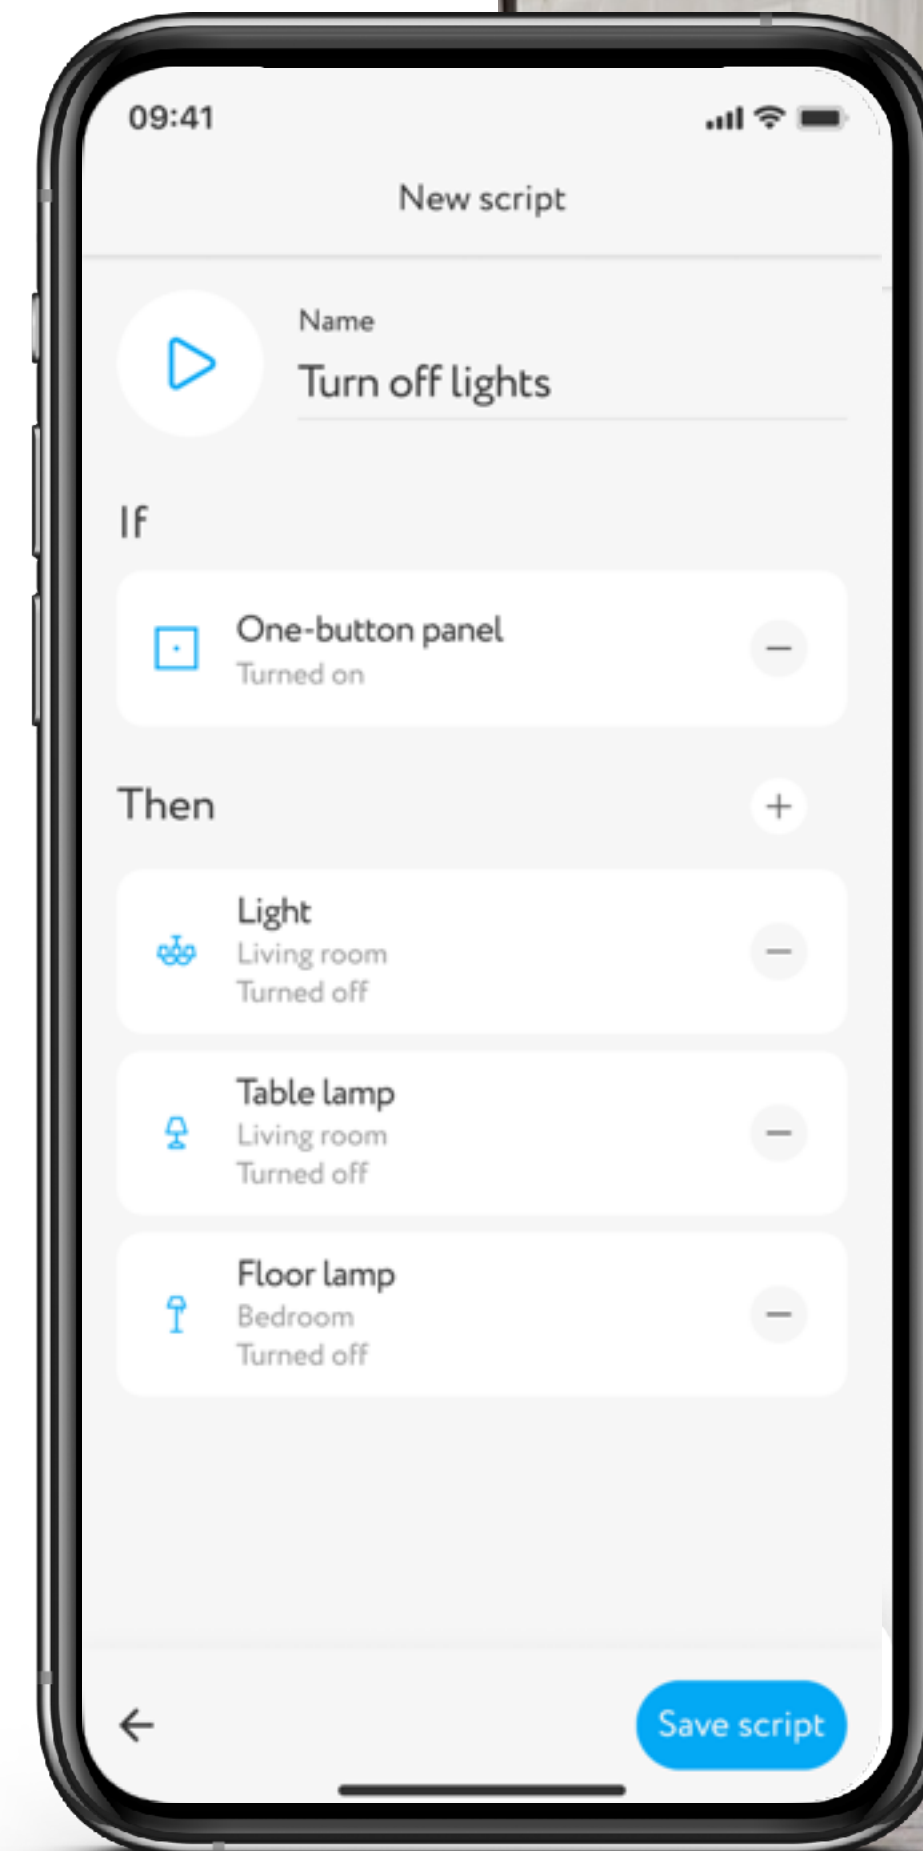 09:41
New script
Name
Turn off lights
If
One-button panel
Turned on
Then
Light
Living room
Turned off
Table lamp
Living room
Turned off
Floor lamp
Bedroom
Turned off
Save script